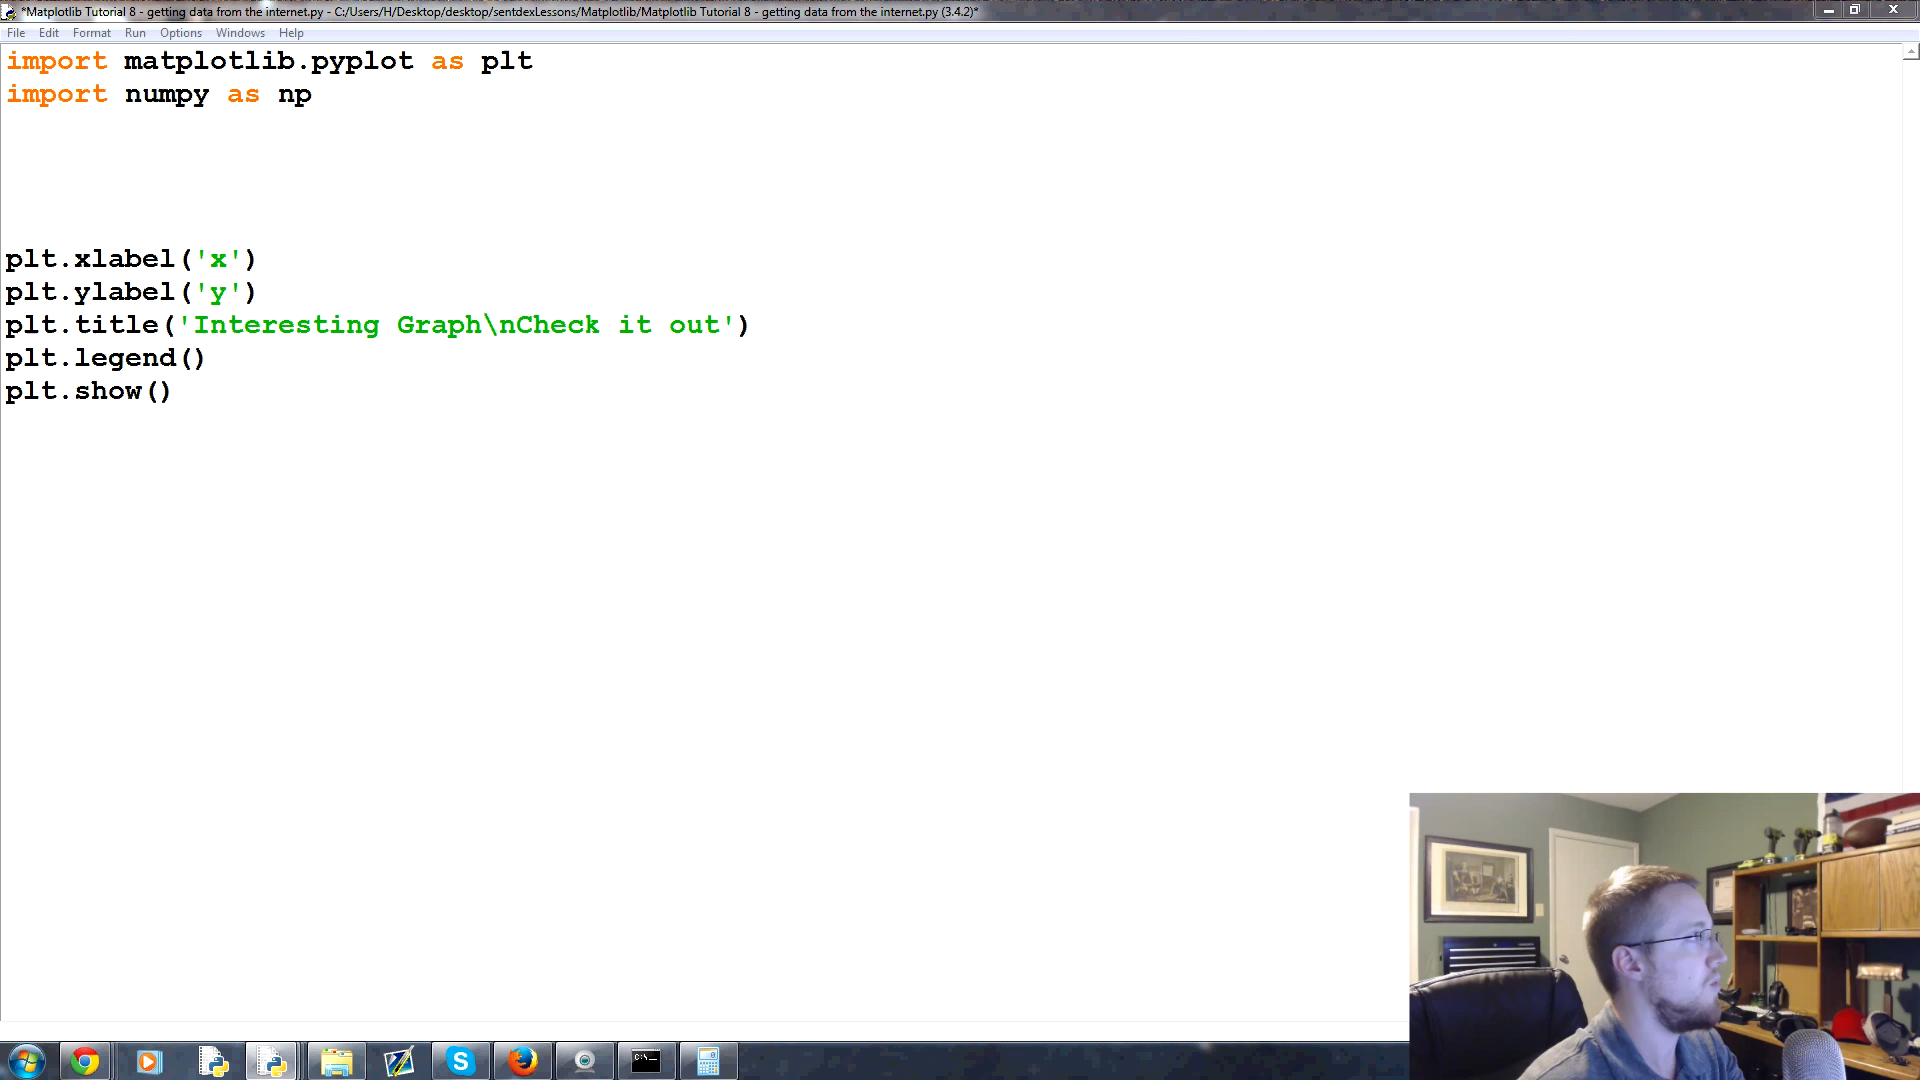 *Matplotlib Tutorial 8 - getting data from the internet.py - C:/Users/H/Desktop/desktop/sentdexLessons/Matplotlib/Matplotlib Tutorial 8 - getting data from the internet.py (3.4.2)*
File Edit Format Run Options Windows Help
import matplotlib.pyplot as plt
import numpy as np
plt.xlabel('x')
plt.ylabel('y')
plt.title('Interesting Graph\nCheck it out')
plt.legend()
plt.show()